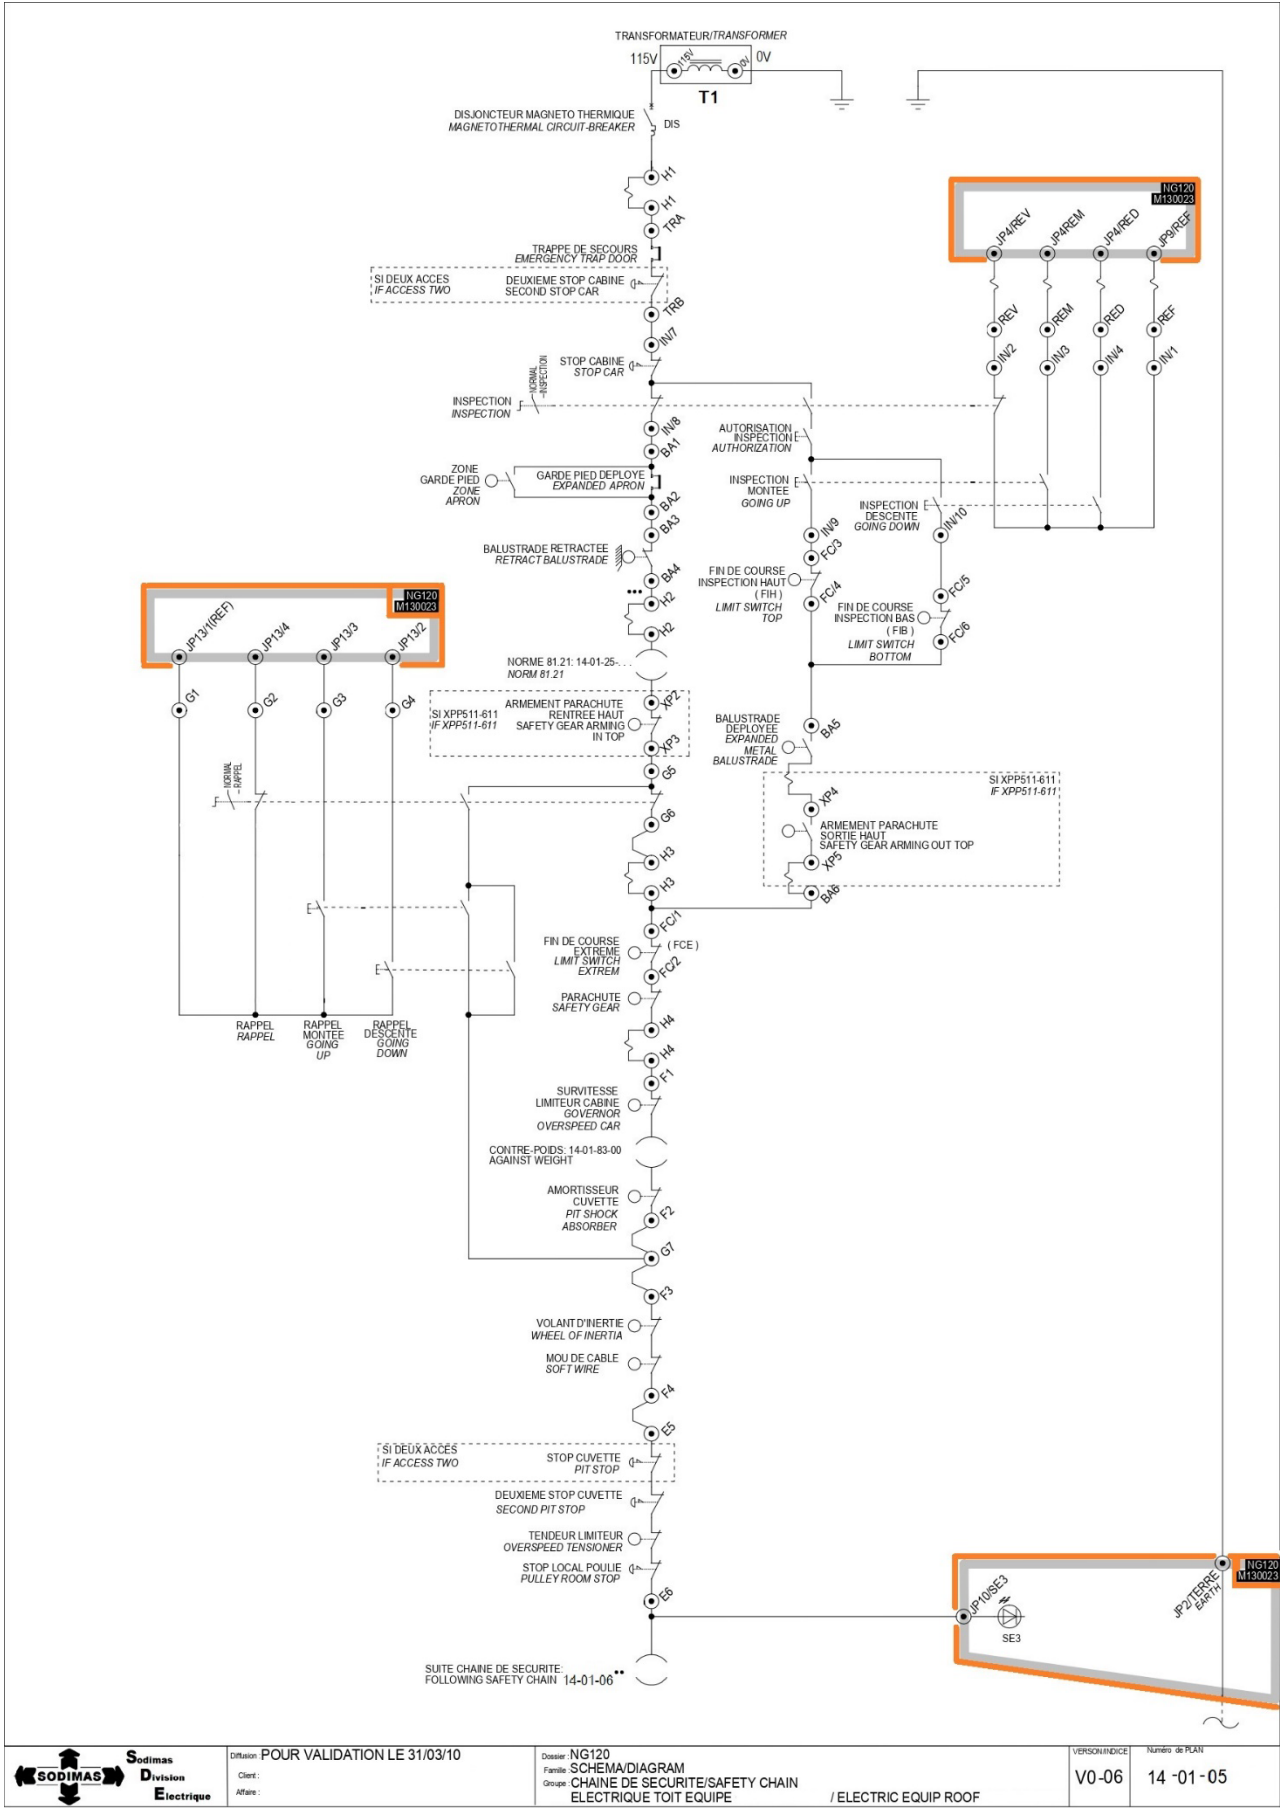 TRANSFORMATEUR/TRANSFORMER
115V
115V
0V
0V
T1
DISJONCTEUR MAGNETO THERMIQUE
MAGNETOTHERMAL CIRCUIT-BREAKER
DIS
H1
H1
TRA
TRAPPE DE SECOURS
EMERGENCY TRAP DOOR
SI DEUX ACCES
IF ACCESS TWO
DEUXIEME STOP CABINE
SECOND STOP CAR
TRB
IN/7
STOP CABINE
STOP CAR
NORMAL
INSPECTION
INSPECTION
INSPECTION
IN/8
BA1
ZONE
GARDE PIED
ZONE
APRON
GARDE PIED DEPLOYE
EXPANDED APRON
BA2
BA3
BALUSTRADE RETRACTEE
RETRACT BALUSTRADE
BA4
•••
H2
H2
NORME 81.21: 14-01-25-. . .
NORM 81.21
SI XPP511-611
IF XPP511-611
ARMEMENT PARACHUTE
RENTREE HAUT
SAFETY GEAR ARMING
IN TOP
XP2
XP3
G5
G6
H3
H3
NG120
M130023
JP4/REV
JP4REM
JP4/RED
JP9/REF
REV
REM
RED
REF
IN/2
IN/3
IN/4
IN/1
AUTORISATION
INSPECTION
AUTHORIZATION
INSPECTION
MONTEE
GOING UP
INSPECTION
DESCENTE
GOING DOWN
IN/9
IN/10
FC/3
FIN DE COURSE
INSPECTION HAUT
( FIH )
LIMIT SWITCH
TOP
FC/4
FC/5
FIN DE COURSE
INSPECTION BAS
( FIB )
LIMIT SWITCH
BOTTOM
FC/6
BALUSTRADE
DEPLOYEE
EXPANDED
METAL
BALUSTRADE
BA5
SI XPP511-611
IF XPP511-611
XP4
ARMEMENT PARACHUTE
SORTIE HAUT
SAFETY GEAR ARMING OUT TOP
XP5
BA6
NG120
M130023
JP13/1(REF)
JP13/4
JP13/3
JP13/2
G1
G2
G3
G4
NORMAL
RAPPEL
RAPPEL
RAPPEL
RAPPEL
MONTEE
GOING
UP
RAPPEL
DESCENTE
GOING
DOWN
FC/1
FIN DE COURSE
EXTREME
LIMIT SWITCH
EXTREM
( FCE )
FC/2
PARACHUTE
SAFETY GEAR
H4
H4
F1
SURVITESSE
LIMITEUR CABINE
GOVERNOR
OVERSPEED CAR
CONTRE-POIDS: 14-01-83-00
AGAINST WEIGHT
AMORTISSEUR
CUVETTE
PIT SHOCK
ABSORBER
F2
G7
F3
VOLANT D'INERTIE
WHEEL OF INERTIA
MOU DE CABLE
SOFT WIRE
F4
E5
SI DEUX ACCES
IF ACCESS TWO
STOP CUVETTE
PIT STOP
DEUXIEME STOP CUVETTE
SECOND PIT STOP
TENDEUR LIMITEUR
OVERSPEED TENSIONER
STOP LOCAL POULIE
PULLEY ROOM STOP
E6
SUITE CHAINE DE SECURITE:
FOLLOWING SAFETY CHAIN 14-01-06••
NG120
M130023
JP10/SE3
SE3
JP2/TERRE
EARTH
SODIMAS
Sodimas
Division
Electrique
Diffusion : POUR VALIDATION LE 31/03/10
Client :
Affaire :
Dossier : NG120
Famille : SCHEMA/DIAGRAM
Groupe : CHAINE DE SECURITE/SAFETY CHAIN
ELECTRIQUE TOIT EQUIPE / ELECTRIC EQUIP ROOF
VERSON/INDICE
V0-06
Numéro de PLAN
14 -01-05